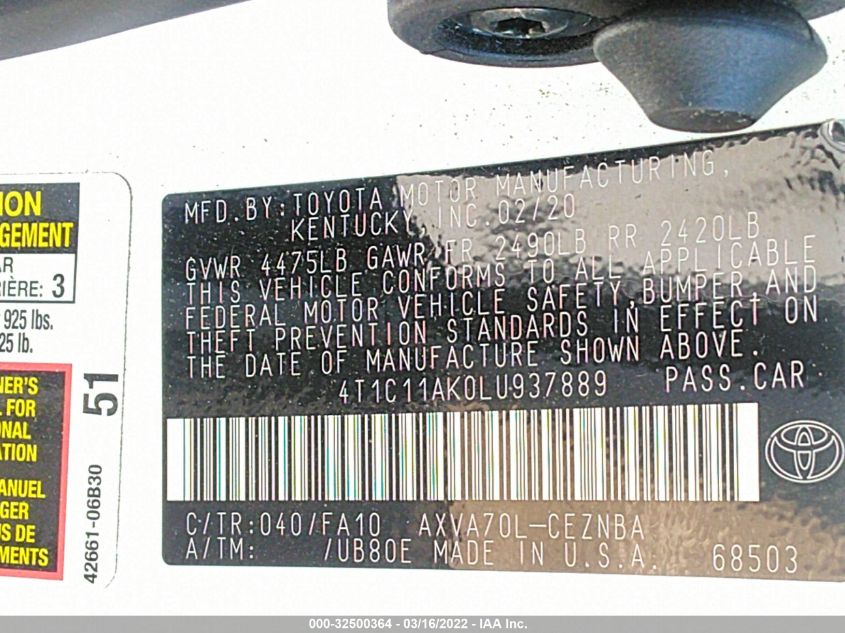 MFD. BY: TOYOTA MOTOR MANUFACTURING,
KENTUCKY, INC. 02/20
GVWR 4475LB GAWR FR 2490LB RR 2420LB
THIS VEHICLE CONFORMS TO ALL APPLICABLE
FEDERAL MOTOR VEHICLE SAFETY, BUMPER, AND
THEFT PREVENTION STANDARDS IN EFFECT ON
THE DATE OF MANUFACTURE SHOWN ABOVE.
4T1C11AK0LU937889 PASS.CAR
C/TR:040/FA10 AXVA70L-CEZNBA
A/TM: /UB80E MADE IN U.S.A. 68503
ION
GEMENT
AR
RIÈRE: 3
925 lbs.
25 lb.
NER'S
L FOR
ONAL
ATION
ANUEL
R
US DE
EMENTS
51
42661-06B30
000-32500364 - 03/16/2022 - IAA Inc.